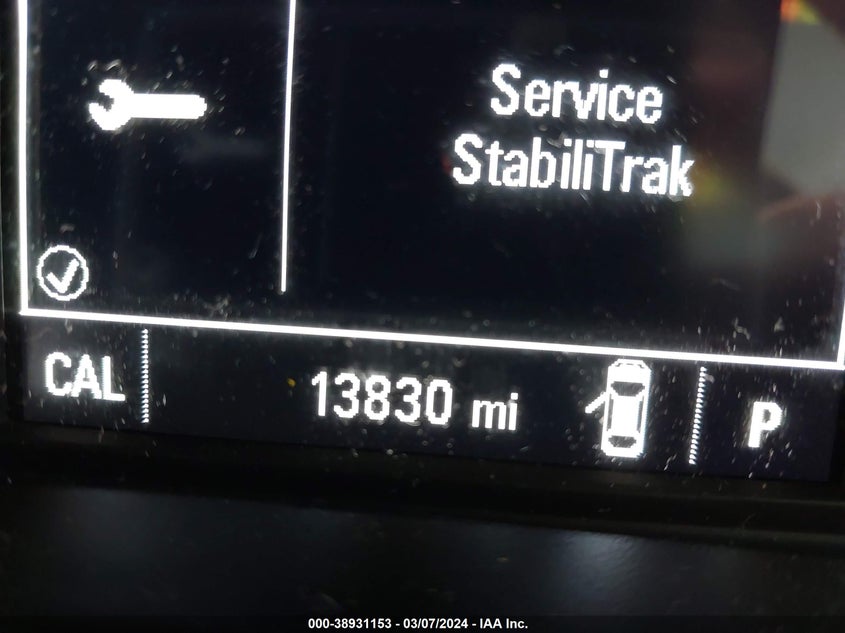 Service
StabiliTrak
CAL 13830 mi P
000-38931153 - 03/07/2024 - IAA Inc.